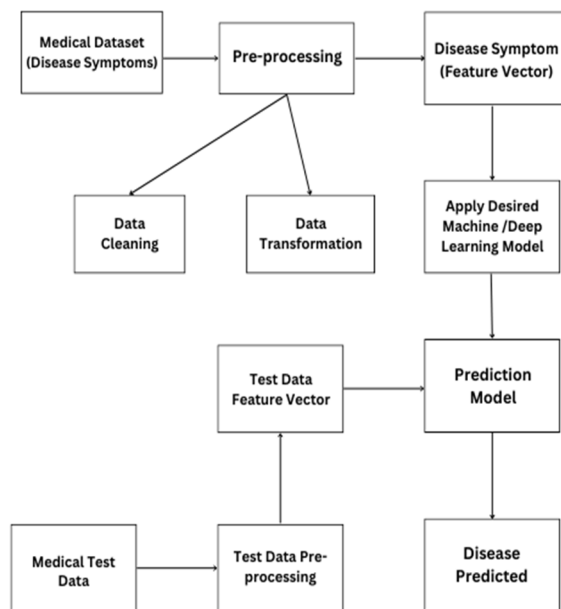 Medical Dataset
(Disease Symptoms)
Pre-processing
Disease Symptom
(Feature Vector)
Data
Cleaning
Data
Transformation
Apply Desired
Machine /Deep
Learning Model
Test Data
Feature Vector
Prediction
Model
Medical Test
Data
Test Data Pre-
processing
Disease
Predicted